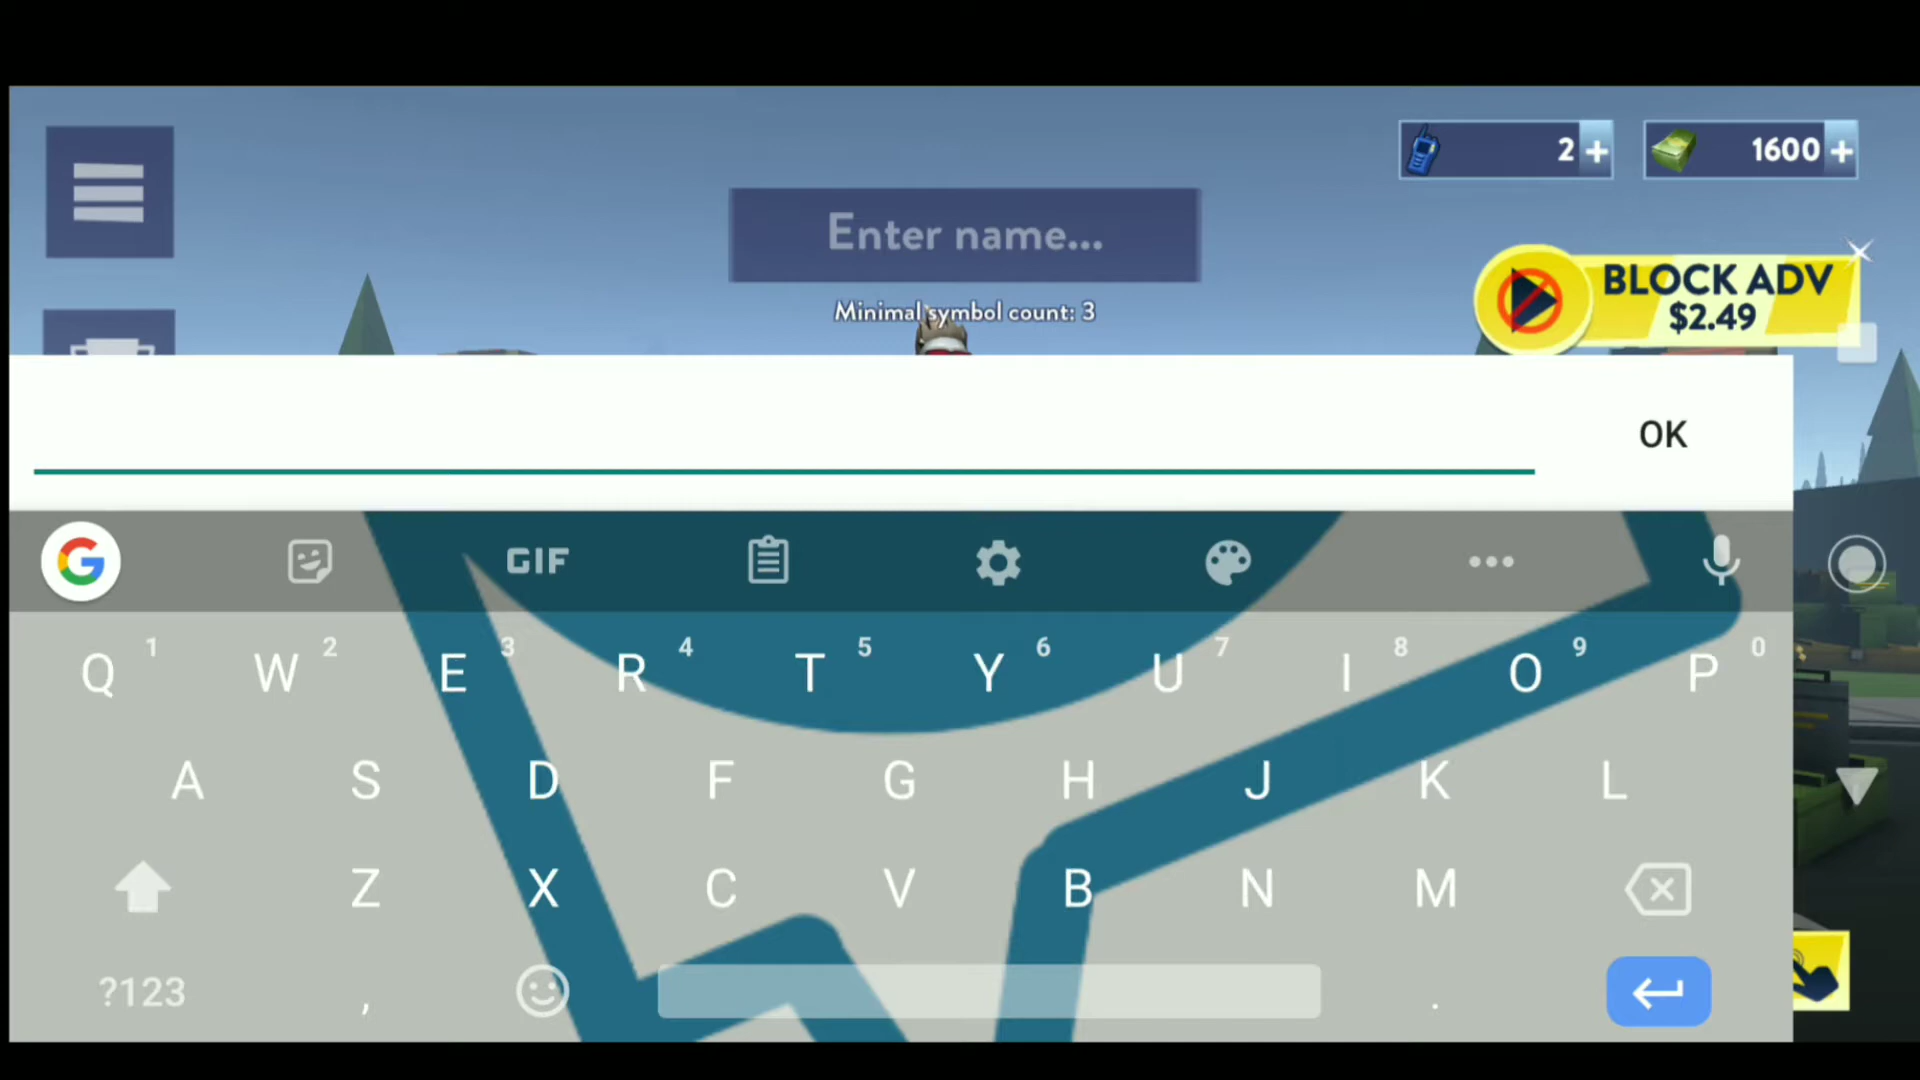 2 +
1600 +
Enter name...
Minimal symbol count: 3
BLOCK ADV
$2.49
OK
G GIF
Q 1 W 2 E 3 R 4 T 5 Y 6 U 7 I 8 O 9 P 0
A S D F G H J K L
Z X C V B N M
?123 , .